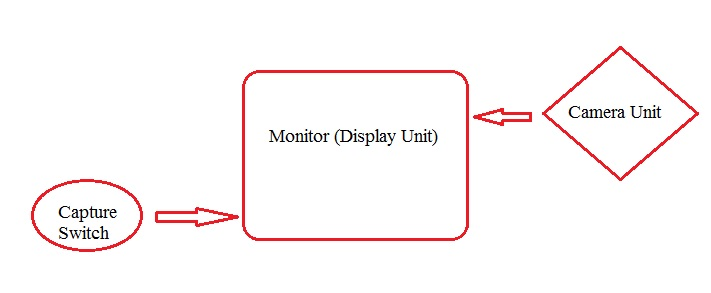 Camera Unit
Monitor (Display Unit)
Capture
Switch